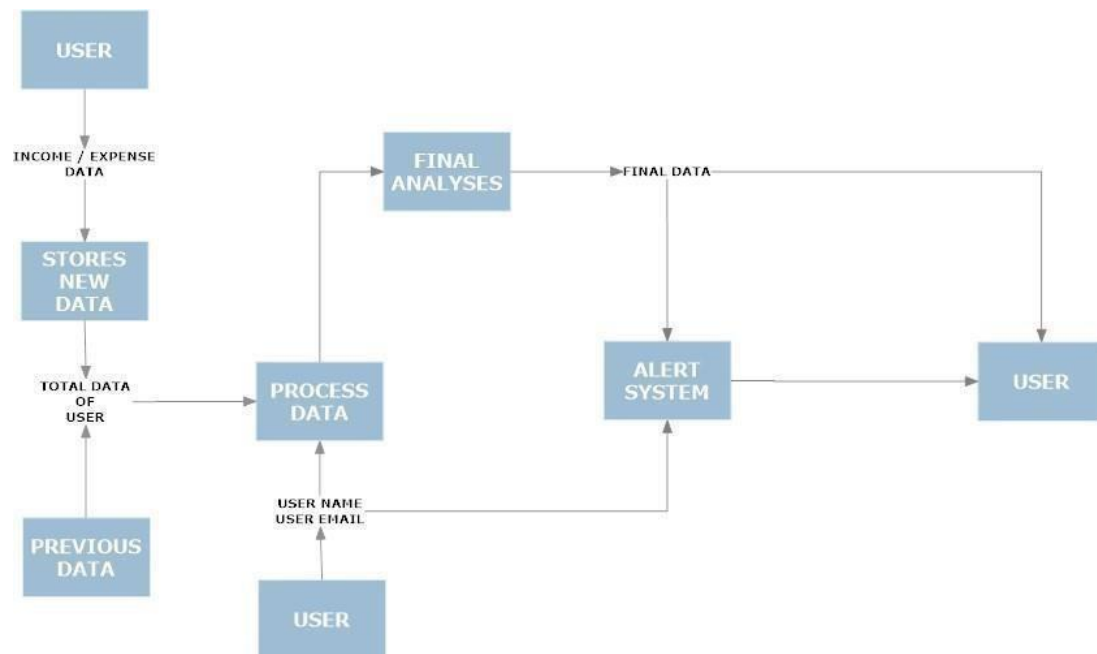 USER
INCOME / EXPENSE
DATA
STORES
NEW
DATA
TOTAL DATA
OF
USER
PREVIOUS
DATA
PROCESS
DATA
USER NAME
USER EMAIL
USER
FINAL
ANALYSES
FINAL DATA
ALERT
SYSTEM
USER